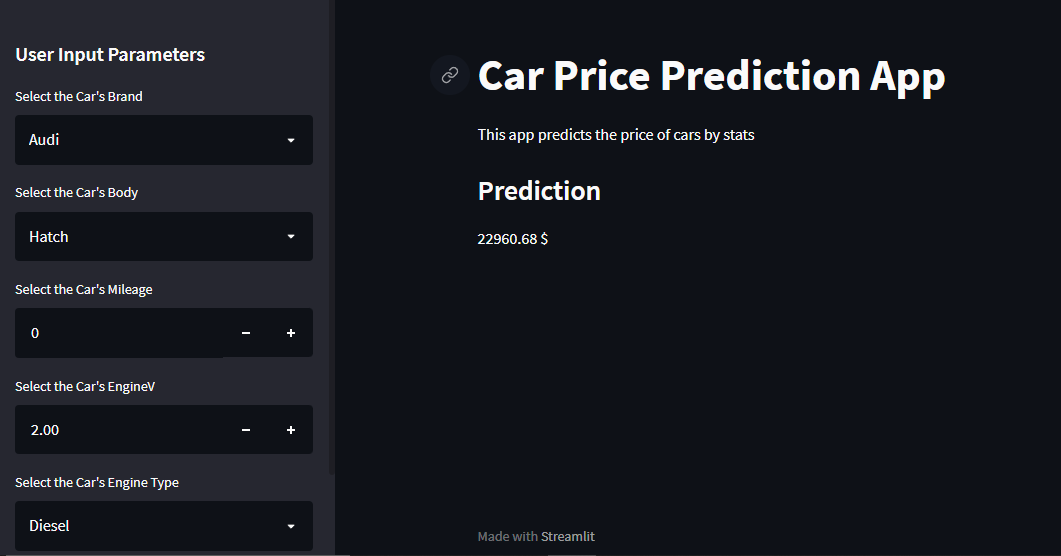 User Input Parameters
Select the Car's Brand
Audi
Select the Car's Body
Hatch
Select the Car's Mileage
0
Select the Car's EngineV
2.00
Select the Car's Engine Type
Diesel
Car Price Prediction App
This app predicts the price of cars by stats
Prediction
22960.68 $
Made with Streamlit